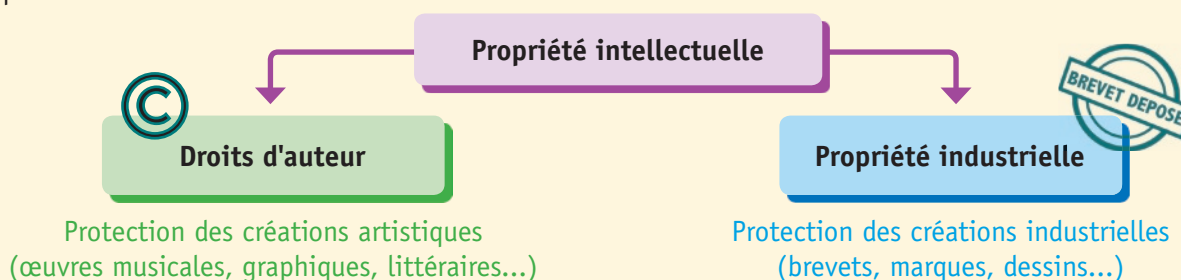 Propriété intellectuelle
©
BREVET DEPOSE
Droits d'auteur
Propriété industrielle
Protection des créations artistiques
(œuvres musicales, graphiques, littéraires...)
Protection des créations industrielles
(brevets, marques, dessins...)